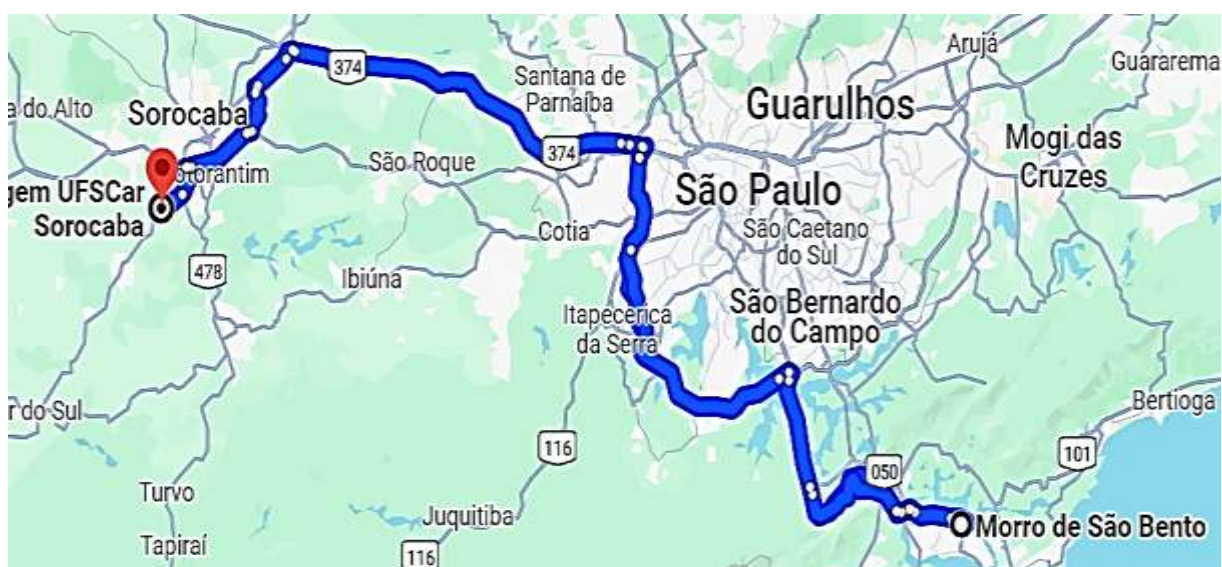 Arujá
Guararema
374
Santana de
Parnaíba
Guarulhos
a do Alto
Sorocaba
374
São Roque
Mogi das
Cruzes
São Paulo
gem UFSCar
Sorocaba
Cotia
São Caetano
do Sul
478
Ibiúna
Itapecerica
da Serra
São Bernardo
do Campo
r do Sul
Bertioga
116
050
101
Turvo
Juquitiba
Morro de São Bento
Tapiraí
116